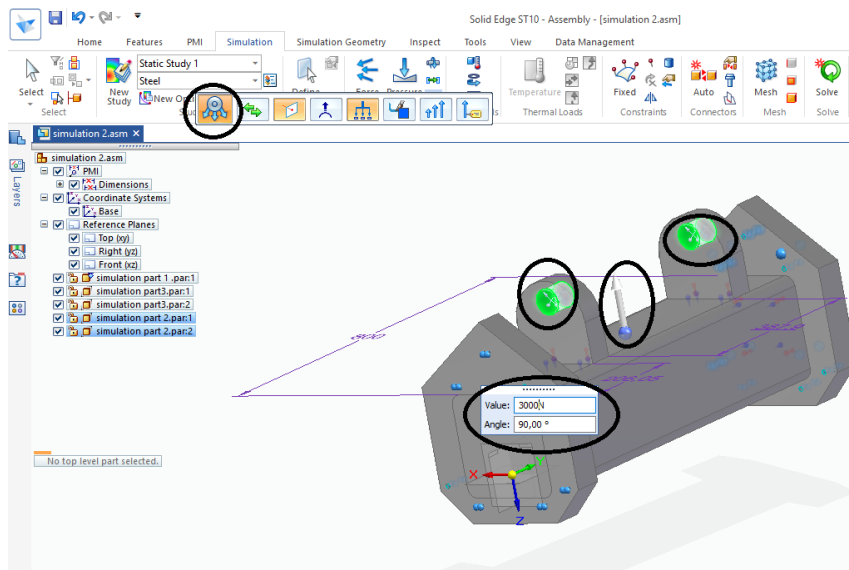 Solid Edge ST10 - Assembly - [simulation 2.asm]
Home Features PMI Simulation Simulation Geometry Inspect Tools View Data Management
Static Study 1
Steel
Select
New Study
New
Temperature
Fixed
Auto
Mesh
Solve
Select
Thermal Loads
Constraints
Connectors
Mesh
Solve
simulation 2.asm
Layers
simulation 2.asm
PMI
Dimensions
Coordinate Systems
Base
Reference Planes
Top (xy)
Right (yz)
Front (xz)
simulation part 1 .par:1
simulation part3.par:1
simulation part3.par:2
simulation part 2.par:1
simulation part 2.par:2
Value: 3000N
Angle: 90,00 °
No top level part selected.
X
Y
Z